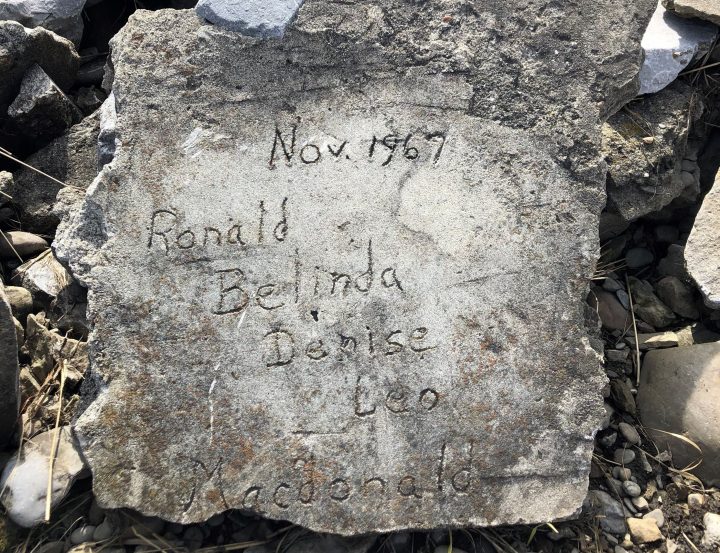 Nov. 1967
Ronald
Belinda
Denise
Leo
Macdonald